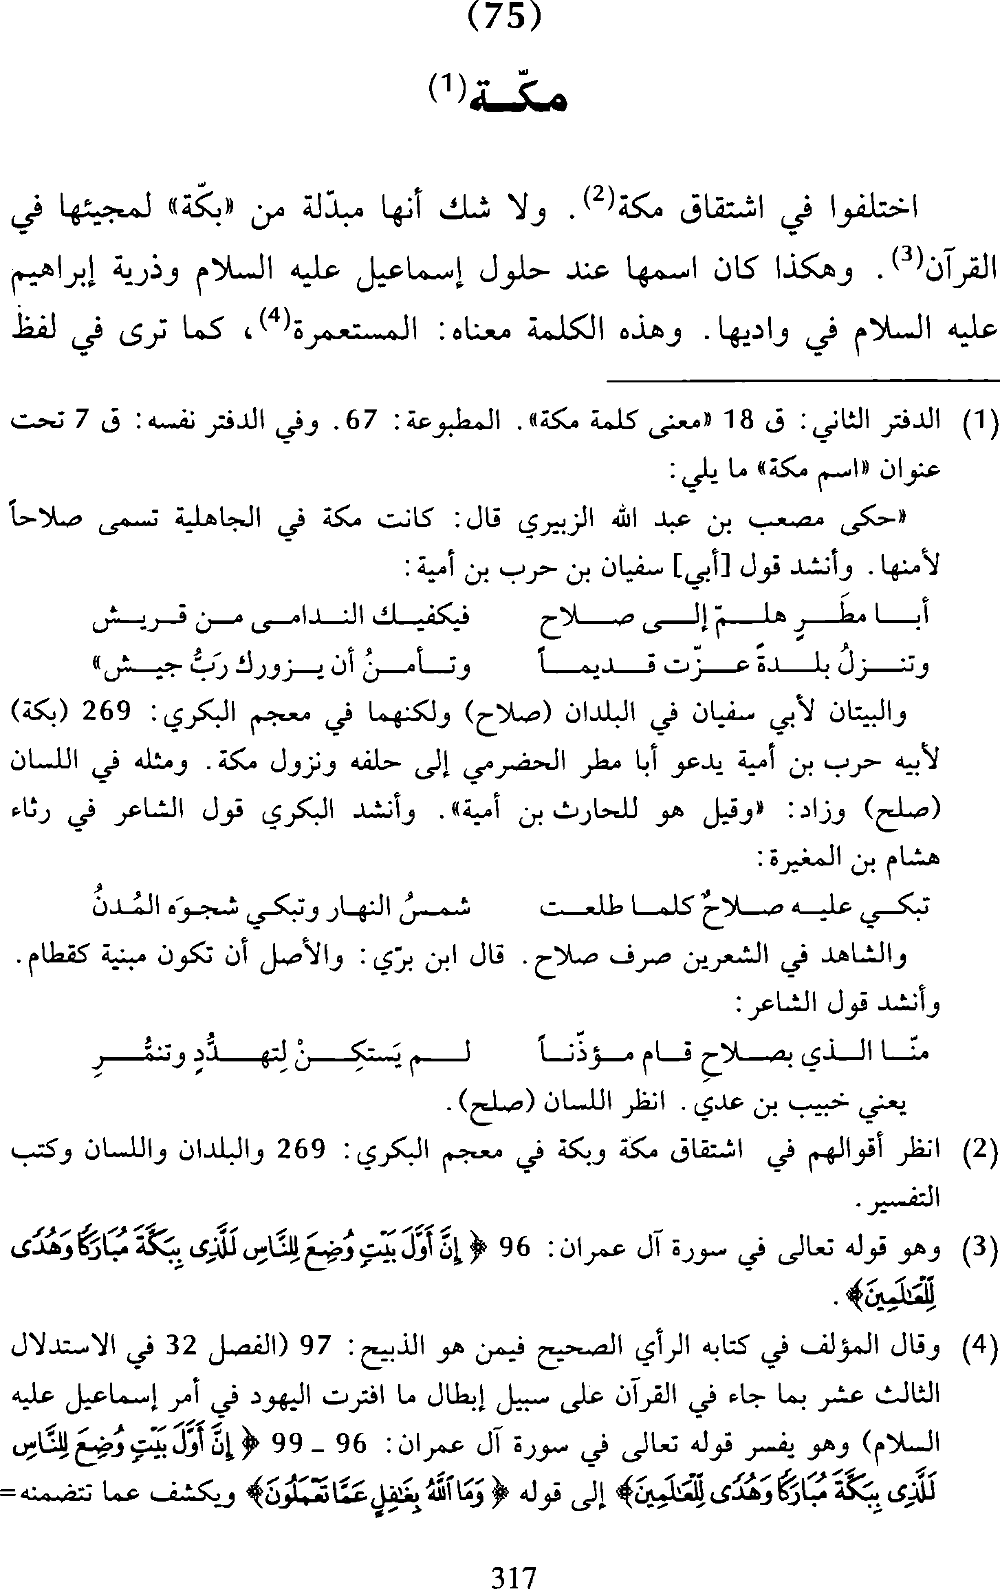 (75)
مكّـة(1)
اختلفوا في اشتقاق مكة(2). ولا شك أنها مبدّلة من «بكّة» لمجيئها في
القرآن(3). وهكذا كان اسمها عند حلول إسماعيل عليه السلام وذرية إبراهيم
عليه السلام في واديها. وهذه الكلمة معناه: المستعمرة(4)، كما ترى في لفظ
(1) الدفتر الثاني: ق 18 «معنى كلمة مكة». المطبوعة: 67. وفي الدفتر نفسه: ق 7 تحت
عنوان «اسم مكة» ما يلي:
«حكى مصعب بن عبد الله الزبيري قال: كانت مكة في الجاهلية تسمى صلاحاً
لأمنها. وأنشد قول [أبي] سفيان بن حرب بن أمية:
أبـا مطَـرٍ هلـمّ إلـى صـلاح فيكفيـك النـدامـى مـن قـريـش
وتنـزلُ بلـدةً عـزّت قـديمـاً وتـأمـنُ أن يـزورك رَبُّ جيـش»
والبيتان لأبي سفيان في البلدان (صلاح) ولكنهما في معجم البكري: 269 (بكة)
لأبيه حرب بن أمية يدعو أبا مطر الحضرمي إلى حلفه ونزول مكة. ومثله في اللسان
(صلح) وزاد: «وقيل هو للحارث بن أمية». وأنشد البكري قول الشاعر في رثاء
هشام بن المغيرة:
تبكـي عليـه صـلاحٌ كلمـا طلعـت شمـسُ النهـار وتبكـي شجـوَه المُدنُ
والشاهد في الشعرين صرف صلاح. قال ابن برّي: والأصل أن تكون مبنية كقطام.
وأنشد قول الشاعر:
منّـا الـذي بصـلاحِ قـام مـؤذّنـاً لـم يَستكِـنْ لِتهـدُّدٍ وتنمُّـرِ
يعني خبيب بن عدي. انظر اللسان (صلح).
(2) انظر أقوالهم في اشتقاق مكة وبكة في معجم البكري: 269 والبلدان واللسان وكتب
التفسير.
(3) وهو قوله تعالى في سورة آل عمران: 96 ﴿إِنَّ أَوَّلَ بَيْتٍ وُضِعَ لِلنَّاسِ لَلَّذِى بِبَكَّةَ مُبَارَكًا وَهُدًى
لِّلْعَٰلَمِينَ﴾.
(4) وقال المؤلف في كتابه الرأي الصحيح فيمن هو الذبيح: 97 (الفصل 32 في الاستدلال
الثالث عشر بما جاء في القرآن على سبيل إبطال ما افترت اليهود في أمر إسماعيل عليه
السلام) وهو يفسر قوله تعالى في سورة آل عمران: 96 – 99 ﴿إِنَّ أَوَّلَ بَيْتٍ وُضِعَ لِلنَّاسِ
لَلَّذِى بِبَكَّةَ مُبَارَكًا وَهُدًى لِّلْعَٰلَمِينَ﴾ إلى قوله ﴿وَمَا اللَّهُ بِغَٰفِلٍ عَمَّا تَعْمَلُونَ﴾ ويكشف عما تتضمنه=
317